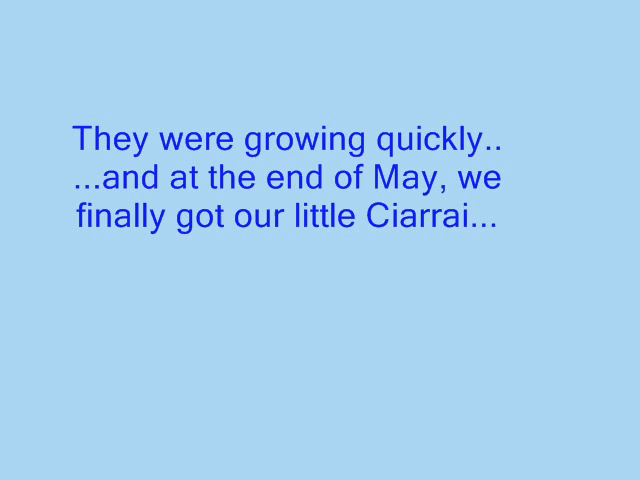 They were growing quickly..
...and at the end of May, we
finally got our little Ciarrai...